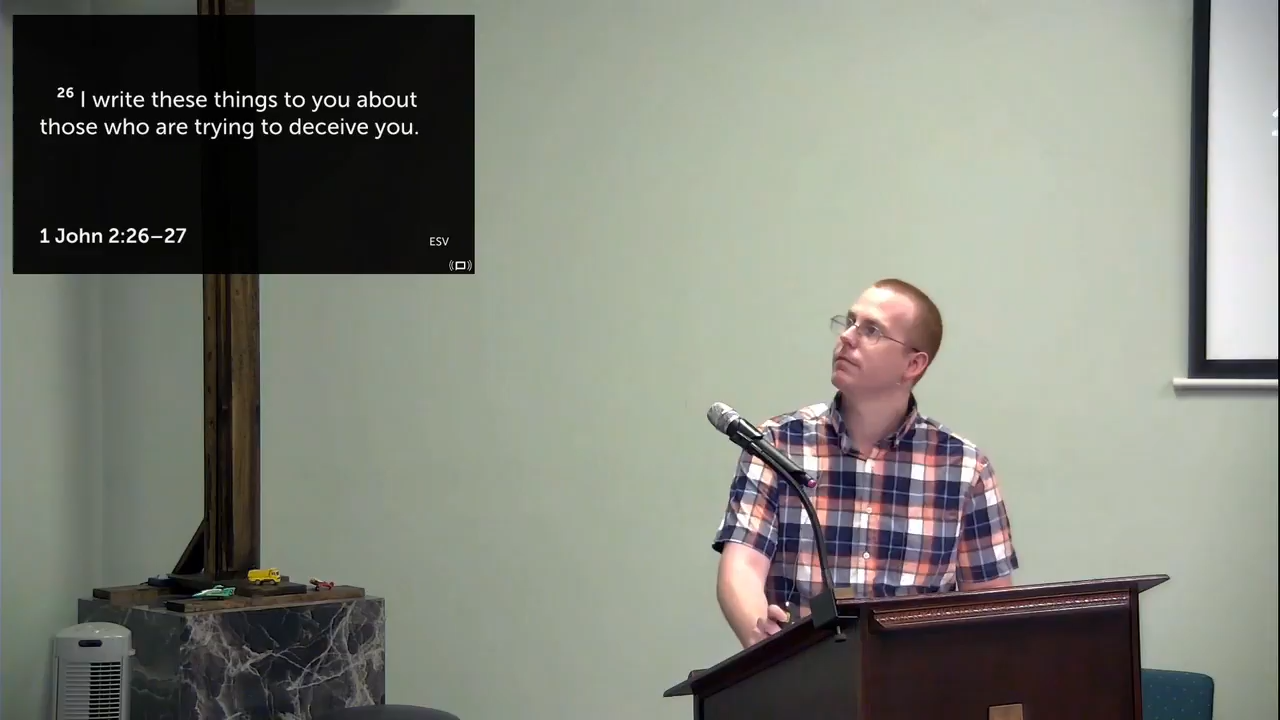 26 I write these things to you about
those who are trying to deceive you.
1 John 2:26–27
ESV